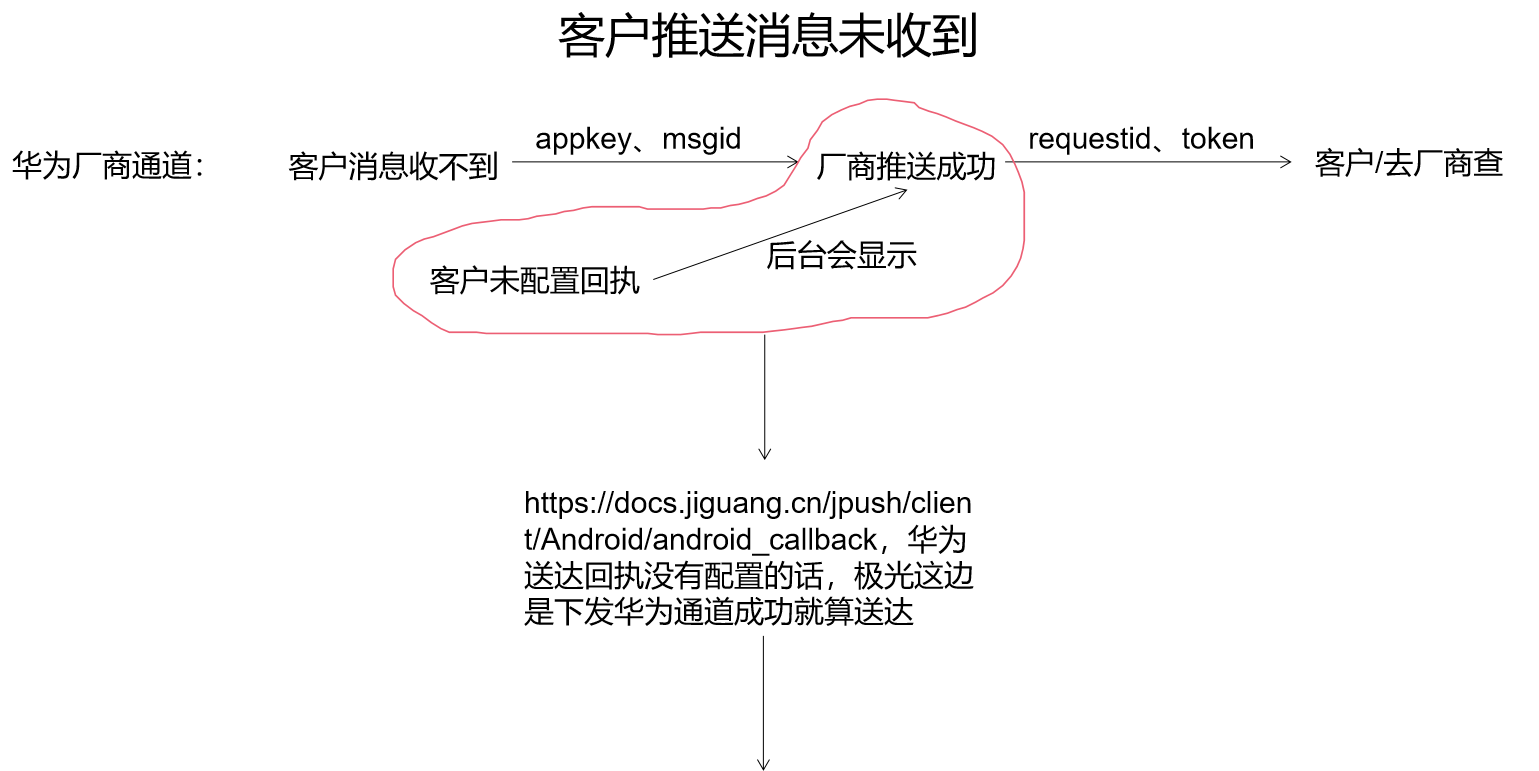 客户推送消息未收到
华为厂商通道：
客户消息收不到
appkey、msgid
厂商推送成功
requestid、token
客户/去厂商查
后台会显示
客户未配置回执
https://docs.jiguang.cn/jpush/clien
t/Android/android_callback，华为
送达回执没有配置的话，极光这边
是下发华为通道成功就算送达